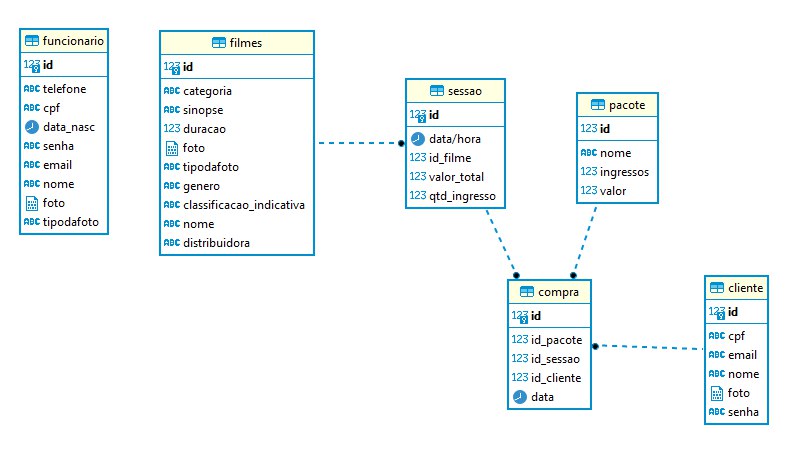 funcionario
123 id
ABC telefone
ABC cpf
data_nasc
ABC senha
ABC email
ABC nome
foto
ABC tipodafoto
filmes
123 id
ABC categoria
ABC sinopse
123 duracao
foto
ABC tipodafoto
ABC genero
ABC classificacao_indicativa
ABC nome
ABC distribuidora
sessao
123 id
data/hora
123 id_filme
123 valor_total
123 qtd_ingresso
pacote
123 id
ABC nome
123 ingressos
123 valor
compra
123 id
123 id_pacote
123 id_sessao
123 id_cliente
data
cliente
123 id
ABC cpf
ABC email
ABC nome
foto
ABC senha